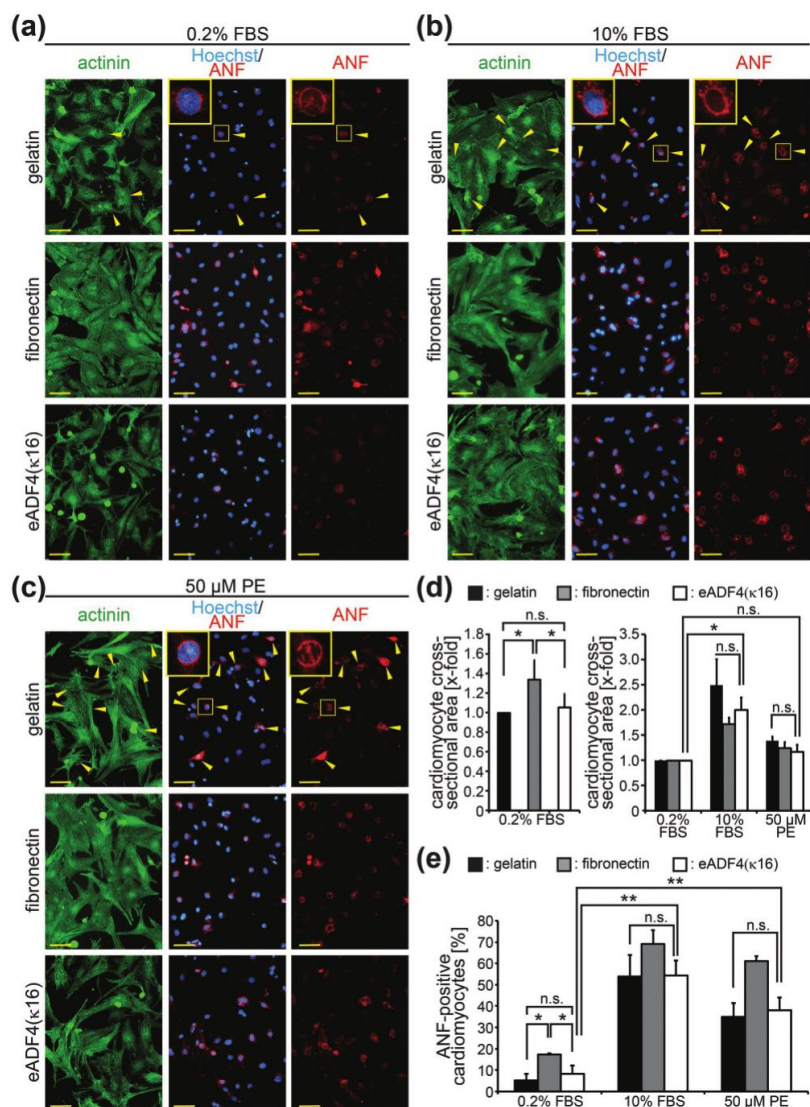 (a)
0.2% FBS
actinin
Hoechst/
ANF
ANF
gelatin
fibronectin
eADF4(κ16)
(b)
10% FBS
actinin
Hoechst/
ANF
ANF
gelatin
fibronectin
eADF4(κ16)
(c)
50 µM PE
actinin
Hoechst/
ANF
ANF
gelatin
fibronectin
eADF4(κ16)
(d)
: gelatin
: fibronectin
: eADF4(κ16)
cardiomyocyte cross-
sectional area [x-fold]
1.8
1.6
1.4
1.2
1.0
0.8
0.6
0.4
0.2
0
n.s.
*
*
0.2% FBS
cardiomyocyte cross-
sectional area [x-fold]
3.5
3.0
2.5
2.0
1.5
1.0
0.5
0
n.s.
*
n.s.
n.s.
0.2%
FBS
10%
FBS
50 µM
PE
(e)
: gelatin
: fibronectin
: eADF4(κ16)
ANF-positive
cardiomyocytes [%]
80
70
60
50
40
30
20
10
0
**
**
n.s.
n.s.
n.s.
*
*
0.2% FBS
10% FBS
50 µM PE